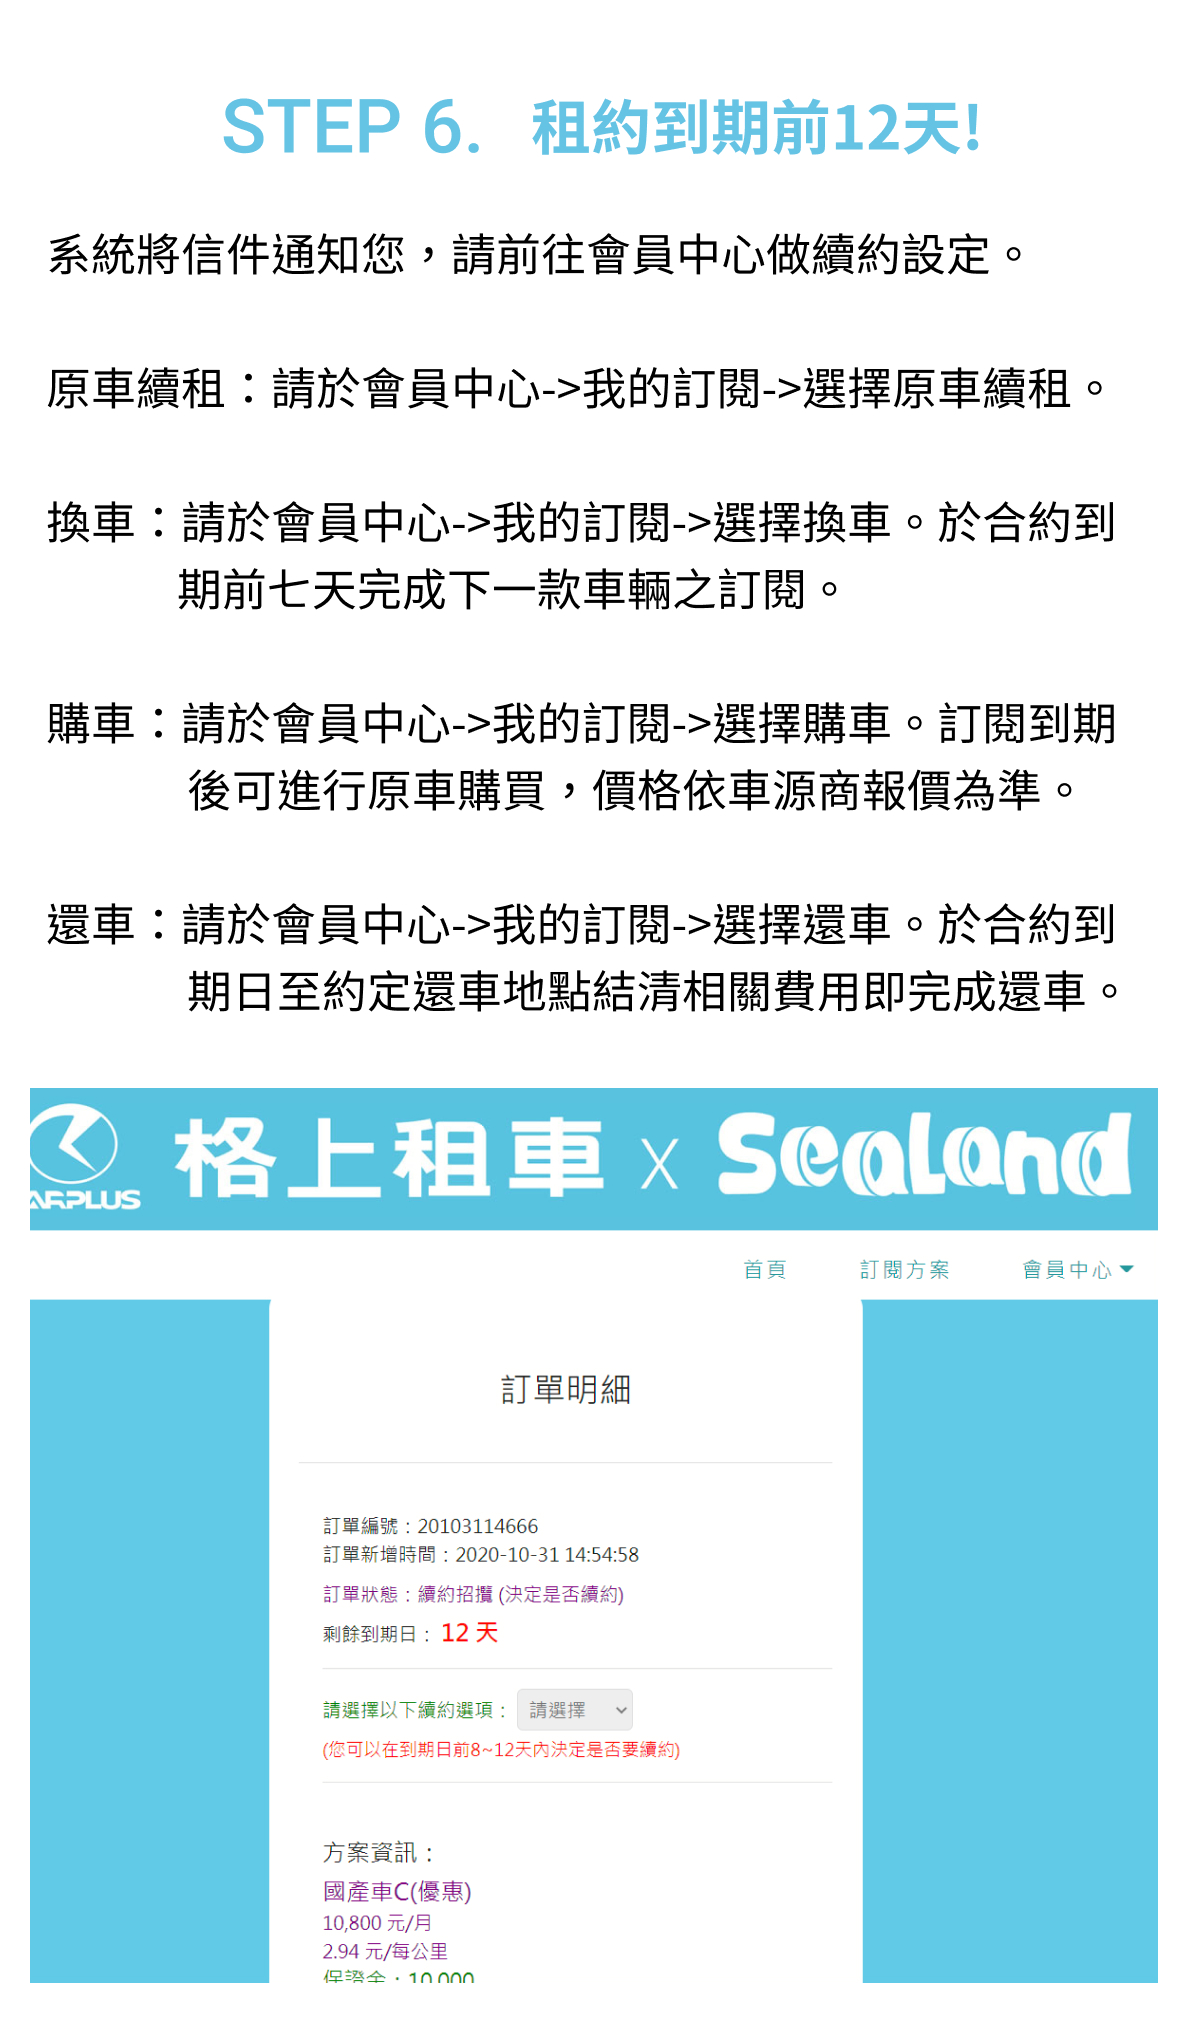 STEP 6. 租約到期前12天!
系統將信件通知您，請前往會員中心做續約設定。
原車續租：請於會員中心->我的訂閱->選擇原車續租。
換車：請於會員中心->我的訂閱->選擇換車。於合約到
期前七天完成下一款車輛之訂閱。
購車：請於會員中心->我的訂閱->選擇購車。訂閱到期
後可進行原車購買，價格依車源商報價為準。
還車：請於會員中心->我的訂閱->選擇還車。於合約到
期日至約定還車地點結清相關費用即完成還車。
ARPLUS 格上租車 X Sealand
首頁 訂閱方案 會員中心
訂單明細
訂單編號：20103114666
訂單新增時間：2020-10-31 14:54:58
訂單狀態：續約招攬 (決定是否續約)
剩餘到期日： 12 天
請選擇以下續約選項： 請選擇
(您可以在到期日前8~12天內決定是否要續約)
方案資訊：
國產車C(優惠)
10,800 元/月
2.94 元/每公里
保證金：10,000